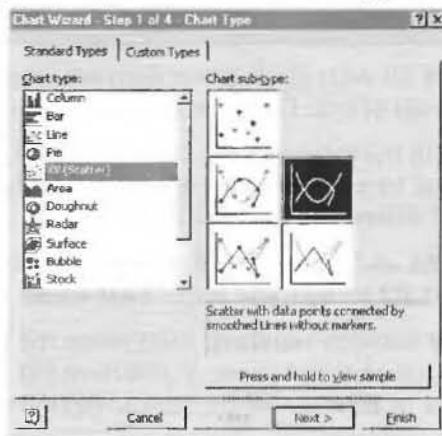 Chart Wizard - Step 1 of 4 - Chart Type
Standard Types
Custom Types
Chart type:
Column
Bar
Line
Pie
XY (Scatter)
Area
Doughnut
Radar
Surface
Bubble
Stock
Chart sub-type:
Scatter with data points connected by
smoothed Lines without markers.
Press and hold to view sample
Cancel
Next >
Finish